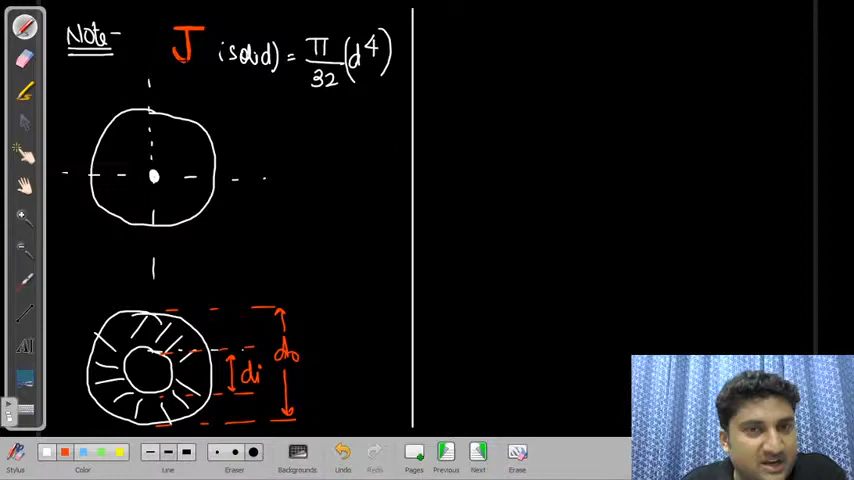 Note-
J (solid) = π/32 (d⁴)
do
di
Stylus
Color
Line
Eraser
Backgrounds
Undo
Redo
Pages
Previous
Next
Erase